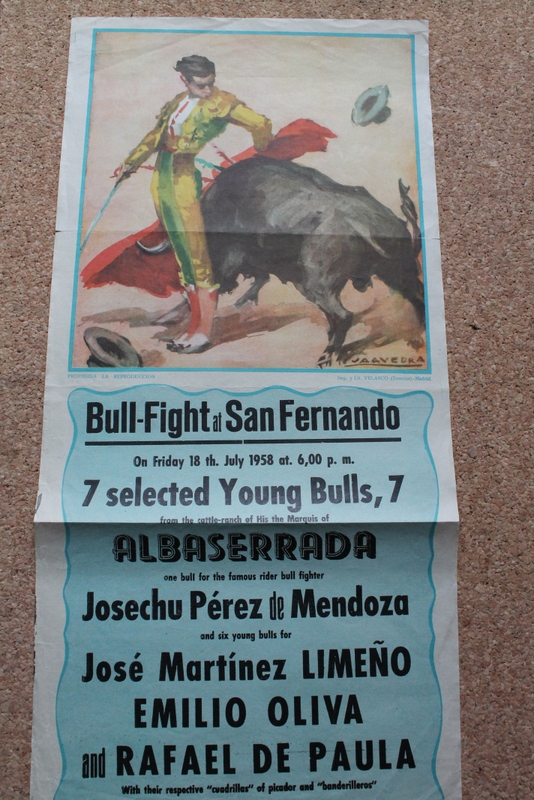 SAAVEDRA
PROHIBIDA LA REPRODUCCION
Bull-Fight at San Fernando
On Friday 18 th. July 1958 at. 6,00 p. m.
7 selected Young Bulls, 7
from the cattle-ranch of His the Marquis of
ALBASERRADA
one bull for the famous rider bull fighter
Josechu Pérez de Mendoza
and six young bulls for
José Martínez LIMEÑO
EMILIO OLIVA
and RAFAEL DE PAULA
With their respective "cuadrillas" of picador and "banderilleros"